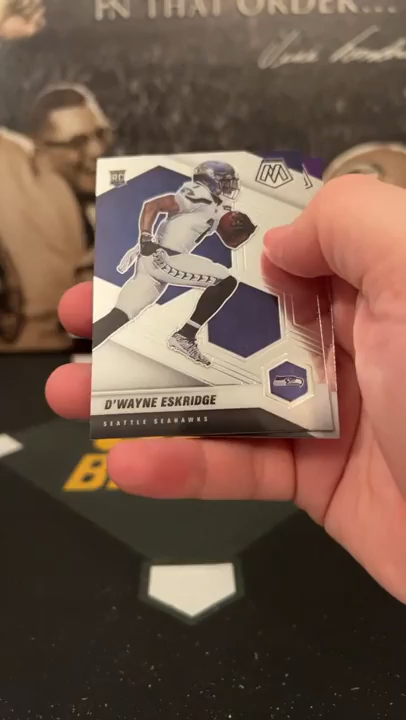 IN THAT ORDER...
RC
M
D'WAYNE ESKRIDGE
SEATTLE SEAHAWKS